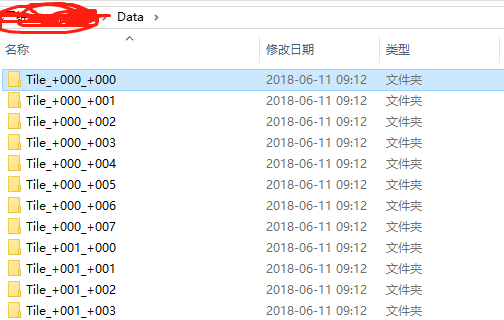 Data
名称 修改日期 类型
Tile_+000_+000 2018-06-11 09:12 文件夹
Tile_+000_+001 2018-06-11 09:12 文件夹
Tile_+000_+002 2018-06-11 09:12 文件夹
Tile_+000_+003 2018-06-11 09:12 文件夹
Tile_+000_+004 2018-06-11 09:12 文件夹
Tile_+000_+005 2018-06-11 09:12 文件夹
Tile_+000_+006 2018-06-11 09:12 文件夹
Tile_+000_+007 2018-06-11 09:12 文件夹
Tile_+001_+000 2018-06-11 09:12 文件夹
Tile_+001_+001 2018-06-11 09:12 文件夹
Tile_+001_+002 2018-06-11 09:12 文件夹
Tile_+001_+003 2018-06-11 09:12 文件夹